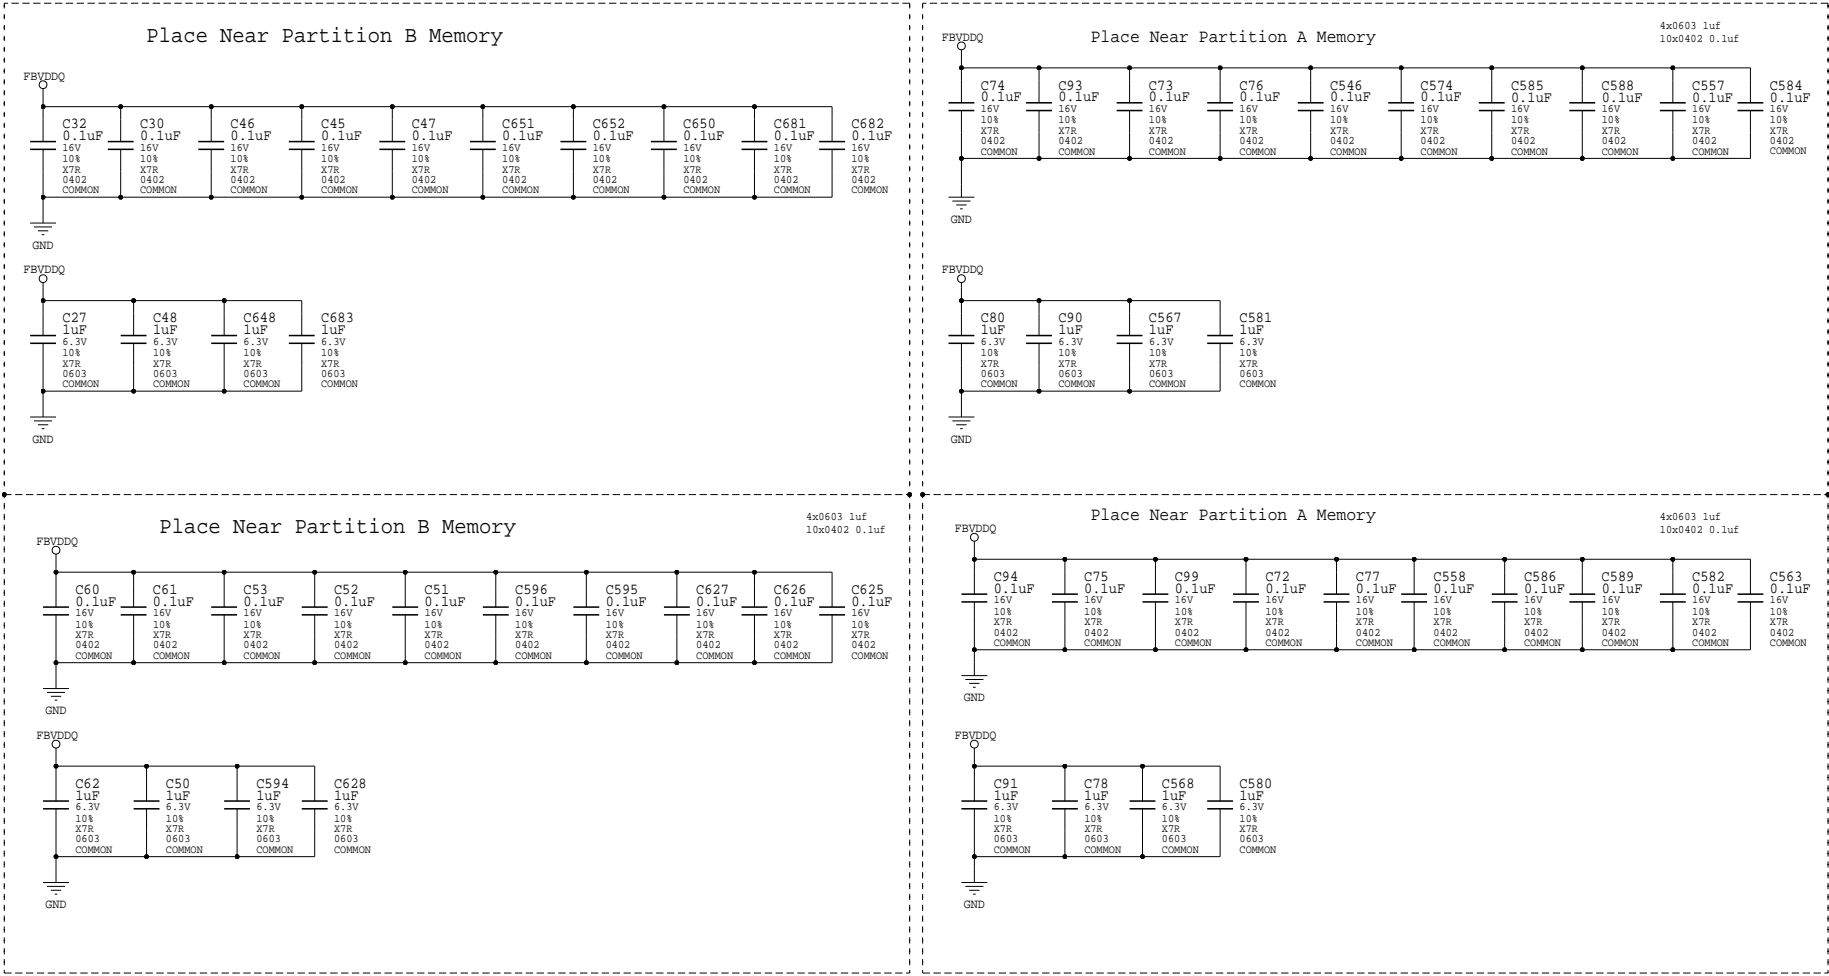 Place Near Partition B Memory
FBVDDQ
C32 C30 C46 C45 C47 C651 C652 C650 C681 C682
0.1uF 0.1uF 0.1uF 0.1uF 0.1uF 0.1uF 0.1uF 0.1uF 0.1uF 0.1uF
16V 16V 16V 16V 16V 16V 16V 16V 16V 16V
10% 10% 10% 10% 10% 10% 10% 10% 10% 10%
X7R X7R X7R X7R X7R X7R X7R X7R X7R X7R
0402 0402 0402 0402 0402 0402 0402 0402 0402 0402
COMMON COMMON COMMON COMMON COMMON COMMON COMMON COMMON COMMON COMMON
GND
FBVDDQ
C27 C48 C648 C683
1uF 1uF 1uF 1uF
6.3V 6.3V 6.3V 6.3V
10% 10% 10% 10%
X7R X7R X7R X7R
0603 0603 0603 0603
COMMON COMMON COMMON COMMON
GND
Place Near Partition A Memory
4x0603 1uf
10x0402 0.1uf
FBVDDQ
C74 C93 C73 C76 C546 C574 C585 C588 C557 C584
0.1uF 0.1uF 0.1uF 0.1uF 0.1uF 0.1uF 0.1uF 0.1uF 0.1uF 0.1uF
16V 16V 16V 16V 16V 16V 16V 16V 16V 16V
10% 10% 10% 10% 10% 10% 10% 10% 10% 10%
X7R X7R X7R X7R X7R X7R X7R X7R X7R X7R
0402 0402 0402 0402 0402 0402 0402 0402 0402 0402
COMMON COMMON COMMON COMMON COMMON COMMON COMMON COMMON COMMON COMMON
GND
FBVDDQ
C80 C90 C567 C581
1uF 1uF 1uF 1uF
6.3V 6.3V 6.3V 6.3V
10% 10% 10% 10%
X7R X7R X7R X7R
0603 0603 0603 0603
COMMON COMMON COMMON COMMON
GND
Place Near Partition B Memory
4x0603 1uf
10x0402 0.1uf
FBVDDQ
C60 C61 C53 C52 C51 C596 C595 C627 C626 C625
0.1uF 0.1uF 0.1uF 0.1uF 0.1uF 0.1uF 0.1uF 0.1uF 0.1uF 0.1uF
16V 16V 16V 16V 16V 16V 16V 16V 16V 16V
10% 10% 10% 10% 10% 10% 10% 10% 10% 10%
X7R X7R X7R X7R X7R X7R X7R X7R X7R X7R
0402 0402 0402 0402 0402 0402 0402 0402 0402 0402
COMMON COMMON COMMON COMMON COMMON COMMON COMMON COMMON COMMON COMMON
GND
FBVDDQ
C62 C50 C594 C628
1uF 1uF 1uF 1uF
6.3V 6.3V 6.3V 6.3V
10% 10% 10% 10%
X7R X7R X7R X7R
0603 0603 0603 0603
COMMON COMMON COMMON COMMON
GND
Place Near Partition A Memory
4x0603 1uf
10x0402 0.1uf
FBVDDQ
C94 C75 C99 C72 C77 C558 C586 C589 C582 C563
0.1uF 0.1uF 0.1uF 0.1uF 0.1uF 0.1uF 0.1uF 0.1uF 0.1uF 0.1uF
16V 16V 16V 16V 16V 16V 16V 16V 16V 16V
10% 10% 10% 10% 10% 10% 10% 10% 10% 10%
X7R X7R X7R X7R X7R X7R X7R X7R X7R X7R
0402 0402 0402 0402 0402 0402 0402 0402 0402 0402
COMMON COMMON COMMON COMMON COMMON COMMON COMMON COMMON COMMON COMMON
GND
FBVDDQ
C91 C78 C568 C580
1uF 1uF 1uF 1uF
6.3V 6.3V 6.3V 6.3V
10% 10% 10% 10%
X7R X7R X7R X7R
0603 0603 0603 0603
COMMON COMMON COMMON COMMON
GND